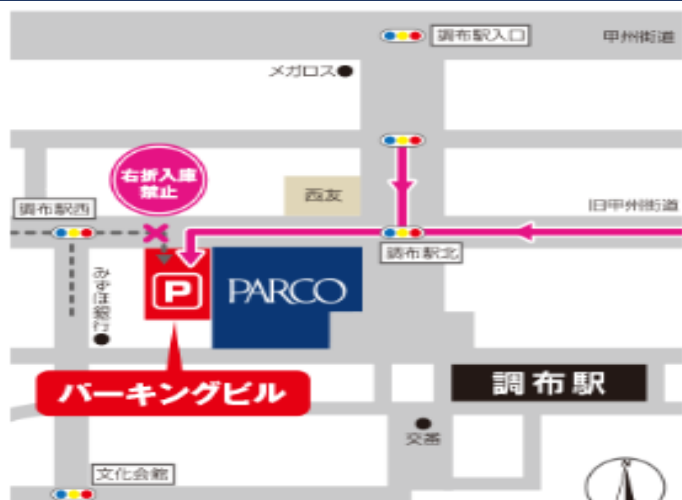 調布駅入口
甲州街道
メガロス
右折入庫
禁止
西友
調布駅西
旧甲州街道
調布駅北
みずほ銀行
P
PARCO
パーキングビル
調布駅
交番
文化会館
N